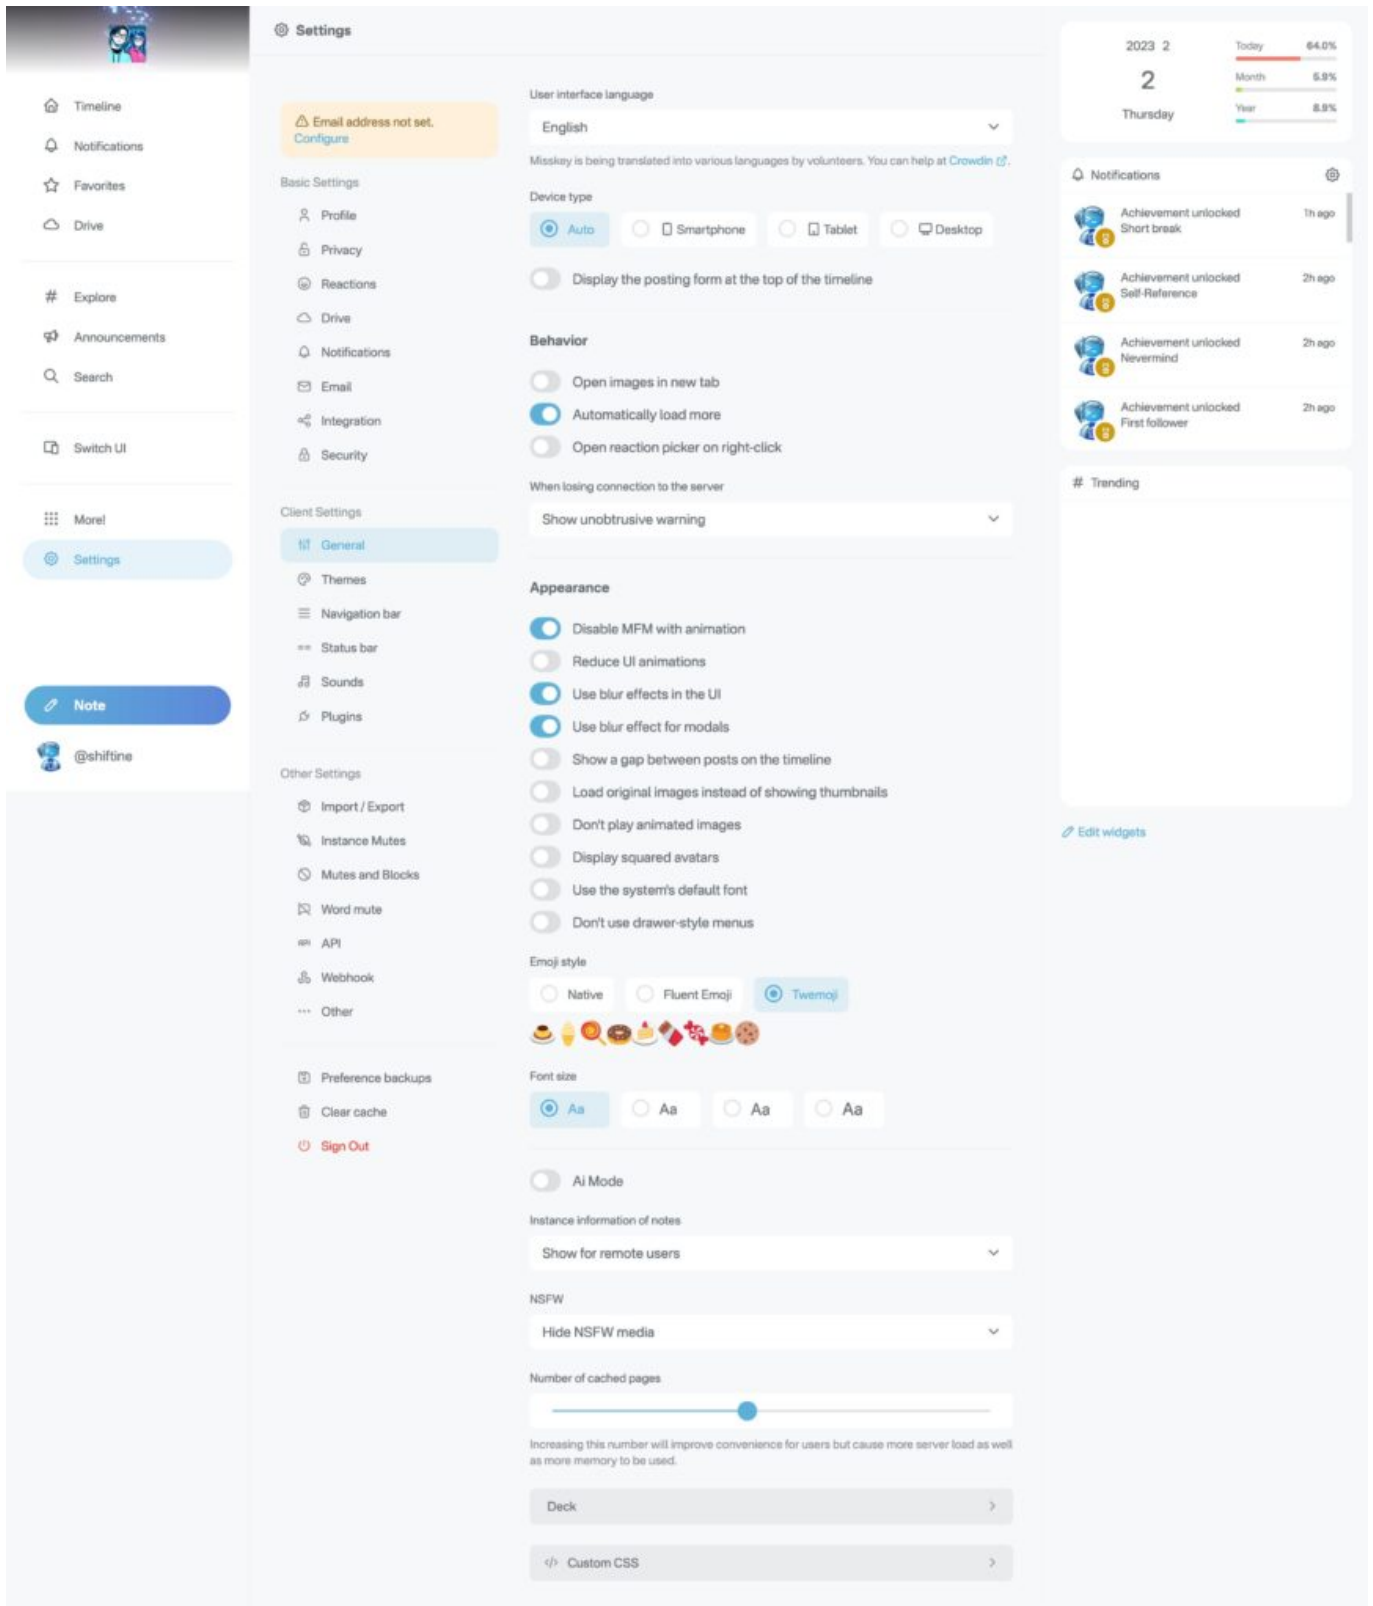 Timeline
Notifications
Favorites
Drive
# Explore
Announcements
Search
Switch UI
More!
Settings
Note
@shiftine
Settings
Email address not set.
Configure
Basic Settings
Profile
Privacy
Reactions
Drive
Notifications
Email
Integration
Security
Client Settings
General
Themes
Navigation bar
Status bar
Sounds
Plugins
Other Settings
Import / Export
Instance Mutes
Mutes and Blocks
Word mute
API API
Webhook
Other
Preference backups
Clear cache
Sign Out
User interface language
English
Misskey is being translated into various languages by volunteers. You can help at Crowdin.
Device type
Auto Smartphone Tablet Desktop
Display the posting form at the top of the timeline
Behavior
Open images in new tab
Automatically load more
Open reaction picker on right-click
When losing connection to the server
Show unobtrusive warning
Appearance
Disable MFM with animation
Reduce UI animations
Use blur effects in the UI
Use blur effect for modals
Show a gap between posts on the timeline
Load original images instead of showing thumbnails
Don't play animated images
Display squared avatars
Use the system's default font
Don't use drawer-style menus
Emoji style
Native Fluent Emoji Twemoji
Font size
Aa Aa Aa Aa
Ai Mode
Instance information of notes
Show for remote users
NSFW
Hide NSFW media
Number of cached pages
Increasing this number will improve convenience for users but cause more server load as well
as more memory to be used.
Deck
</> Custom CSS
2023 2
2
Thursday
Today 64.0%
Month 5.9%
Year 8.9%
Notifications
Achievement unlocked 1h ago
Short break
Achievement unlocked 2h ago
Self-Reference
Achievement unlocked 2h ago
Nevermind
Achievement unlocked 2h ago
First follower
# Trending
Edit widgets